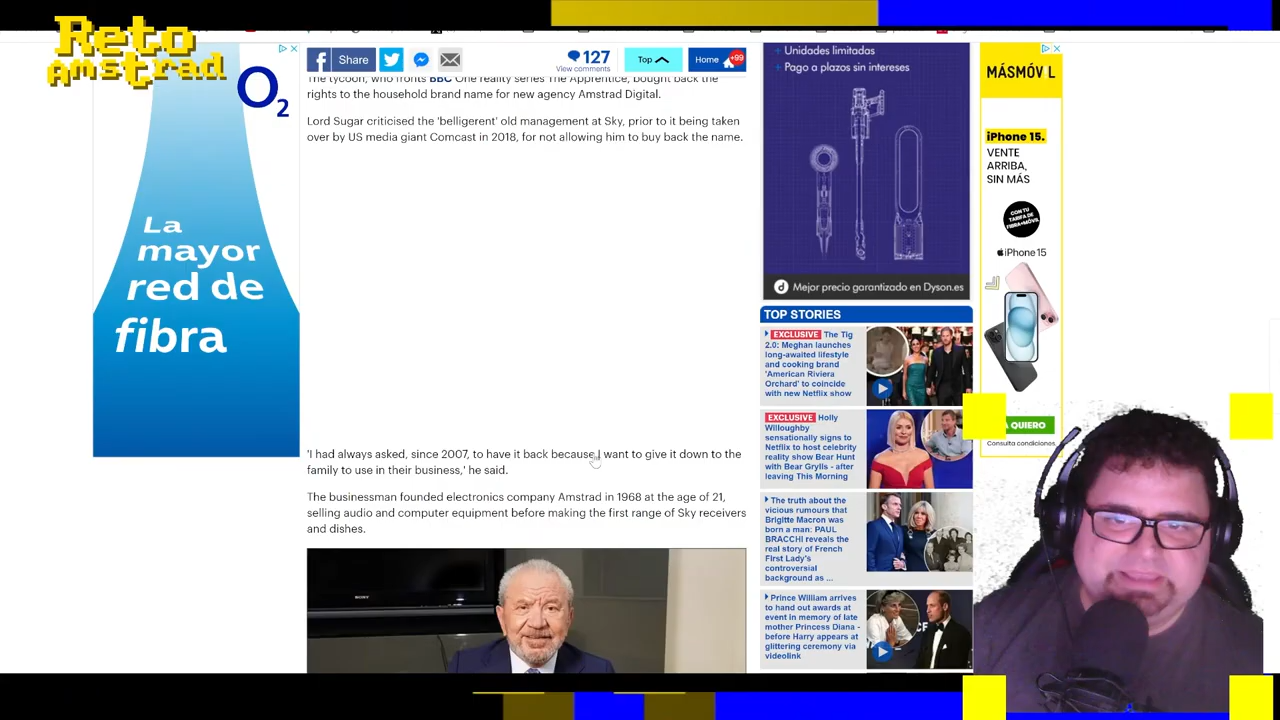 Reto
Amstrad
O2
La
mayor
red de
fibra
Share
127
View comments
Top
Home
+99
The tycoon, who fronts BBC One reality series The Apprentice, bought back the
rights to the household brand name for new agency Amstrad Digital.
Lord Sugar criticised the 'belligerent' old management at Sky, prior to it being taken
over by US media giant Comcast in 2018, for not allowing him to buy back the name.
'I had always asked, since 2007, to have it back because I want to give it down to the
family to use in their business,' he said.
The businessman founded electronics company Amstrad in 1968 at the age of 21,
selling audio and computer equipment before making the first range of Sky receivers
and dishes.
SONY
+ Unidades limitadas
+ Pago a plazos sin intereses
d Mejor precio garantizado en Dyson.es
TOP STORIES
EXCLUSIVE The Tig
2.0: Meghan launches
long-awaited lifestyle
and cooking brand
'American Riviera
Orchard' to coincide
with new Netflix show
EXCLUSIVE Holly
Willoughby
sensationally signs to
Netflix to host celebrity
reality show Bear Hunt
with Bear Grylls - after
leaving This Morning
The truth about the
vicious rumours that
Brigitte Macron was
born a man: PAUL
BRACCHI reveals the
real story of French
First Lady's
controversial
background as ...
Prince William arrives
to hand out awards at
event in memory of late
mother Princess Diana -
before Harry appears at
glittering ceremony via
videolink
MÁSMÓVIL
iPhone 15.
VENTE
ARRIBA,
SIN MÁS
CON TU
TARIFA DE
FIBRA+MÓVIL
iPhone 15
QUIERO
Consulta condiciones